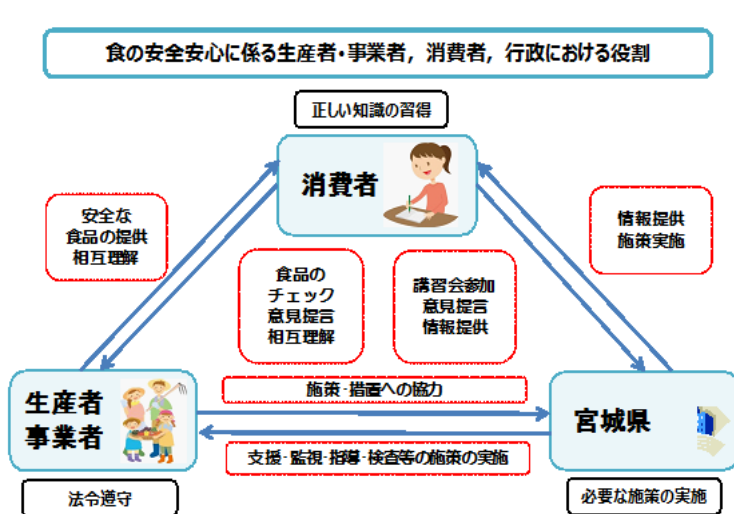 食の安全安心に係る生産者・事業者，消費者，行政における役割
正しい知識の習得
消費者
安全な
食品の提供
相互理解
情報提供
施策実施
食品の
チェック
意見提言
相互理解
講習会参加
意見提言
情報提供
生産者
事業者
施策・措置への協力
宮城県
支援・監視・指導・検査等の施策の実施
法令遵守
必要な施策の実施